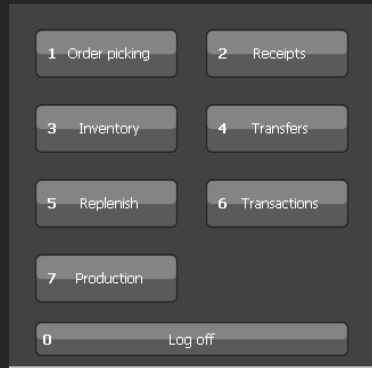 1 Order picking
2 Receipts
3 Inventory
4 Transfers
5 Replenish
6 Transactions
7 Production
0 Log off